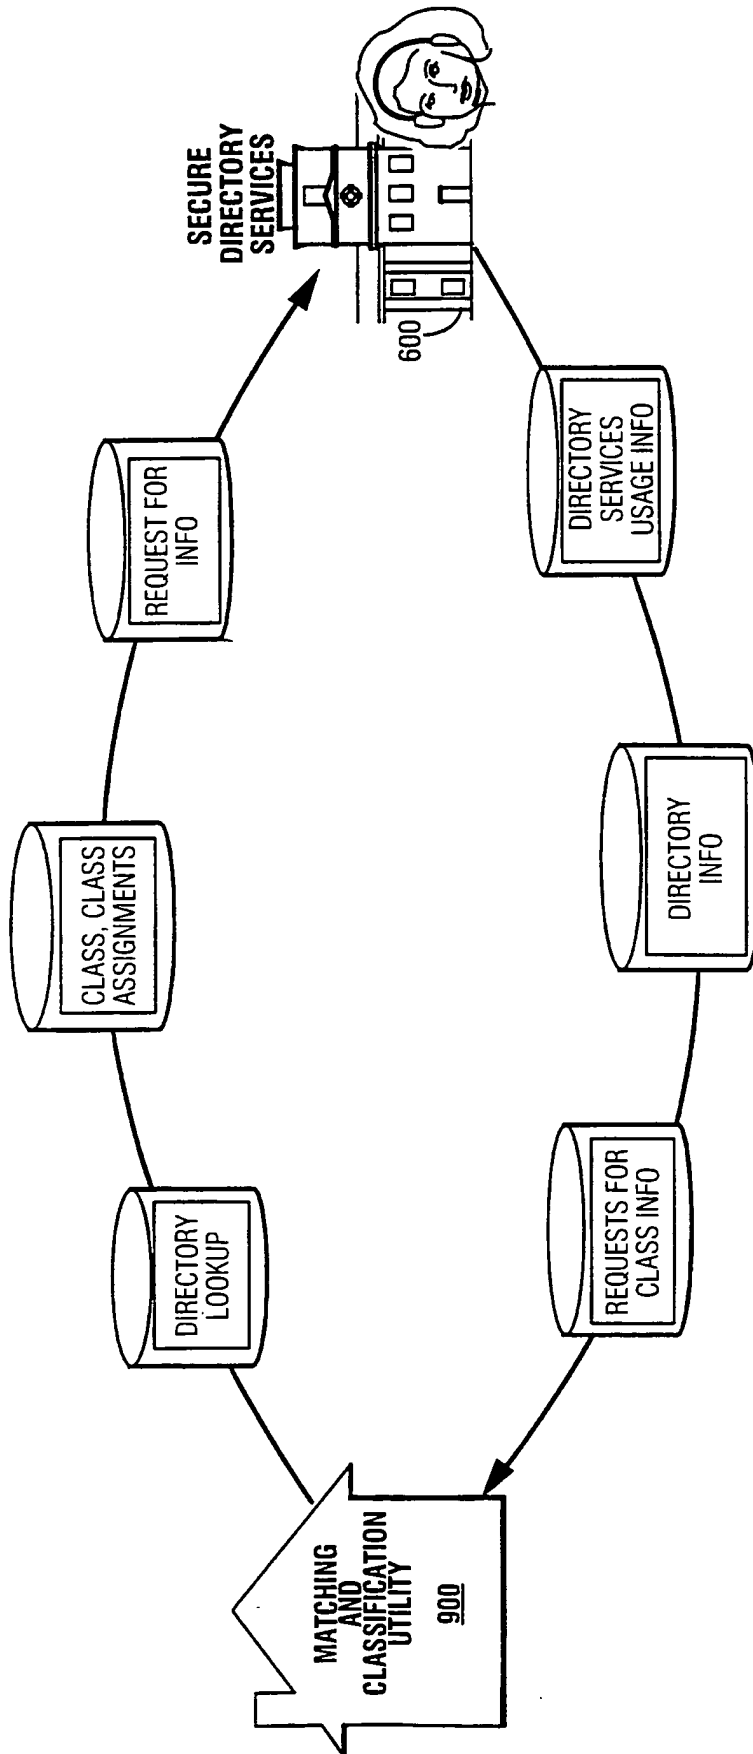 SECURE
DIRECTORY
SERVICES
600
REQUEST FOR
INFO
CLASS, CLASS
ASSIGNMENTS
DIRECTORY
LOOKUP
MATCHING
AND
CLASSIFICATION
UTILITY
900
REQUESTS FOR
CLASS INFO
DIRECTORY
INFO
DIRECTORY
SERVICES
USAGE INFO